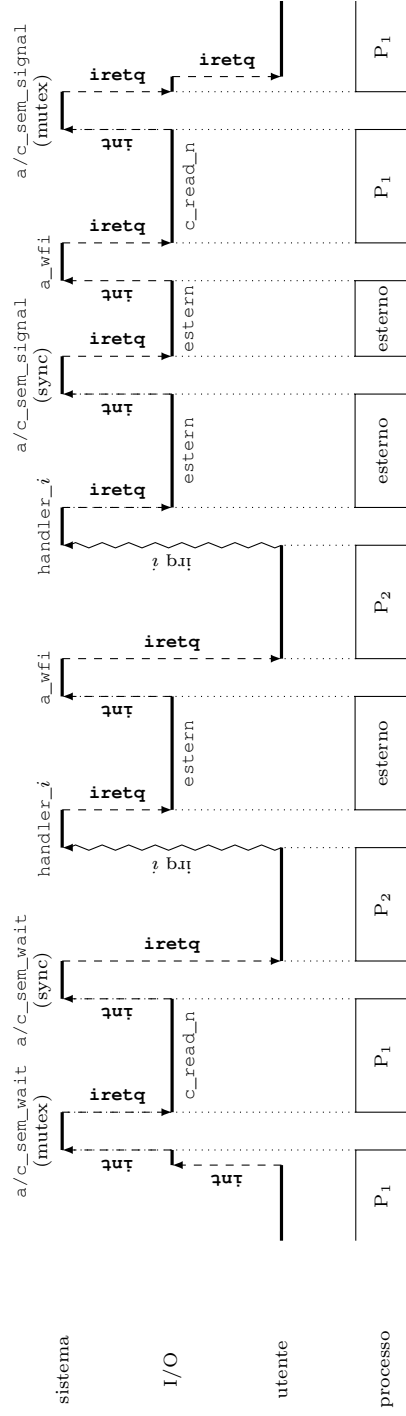 a/c_sem_wait
(mutex)
a/c_sem_wait
(sync)
handler_i
a_wfi
handler_i
a/c_sem_signal
(sync)
a_wfi
a/c_sem_signal
(mutex)
sistema
int
iretq
int
iretq
irq i
iretq
int
iretq
irq i
iretq
int
iretq
int
iretq
int
iretq
I/O
c_read_n
estern
estern
estern
c_read_n
int
iretq
utente
processo
P1
P1
P2
esterno
P2
esterno
esterno
P1
P1